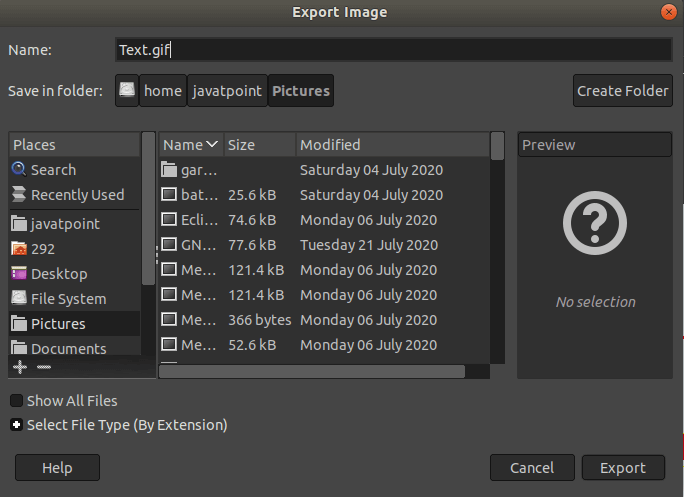 Export Image
Name: Text.gif
Save in folder: home javatpoint Pictures Create Folder
Places Name Size Modified Preview
Search gar... Saturday 04 July 2020
Recently Used bat... 25.6 kB Saturday 04 July 2020
javatpoint Ecli... 74.6 kB Monday 06 July 2020
292 GN... 77.6 kB Tuesday 21 July 2020
Desktop Me... 121.4 kB Monday 06 July 2020
File System Me... 121.4 kB Monday 06 July 2020 No selection
Pictures Me... 366 bytes Monday 06 July 2020
Documents Me... 52.6 kB Monday 06 July 2020
Show All Files
Select File Type (By Extension)
Help Cancel Export